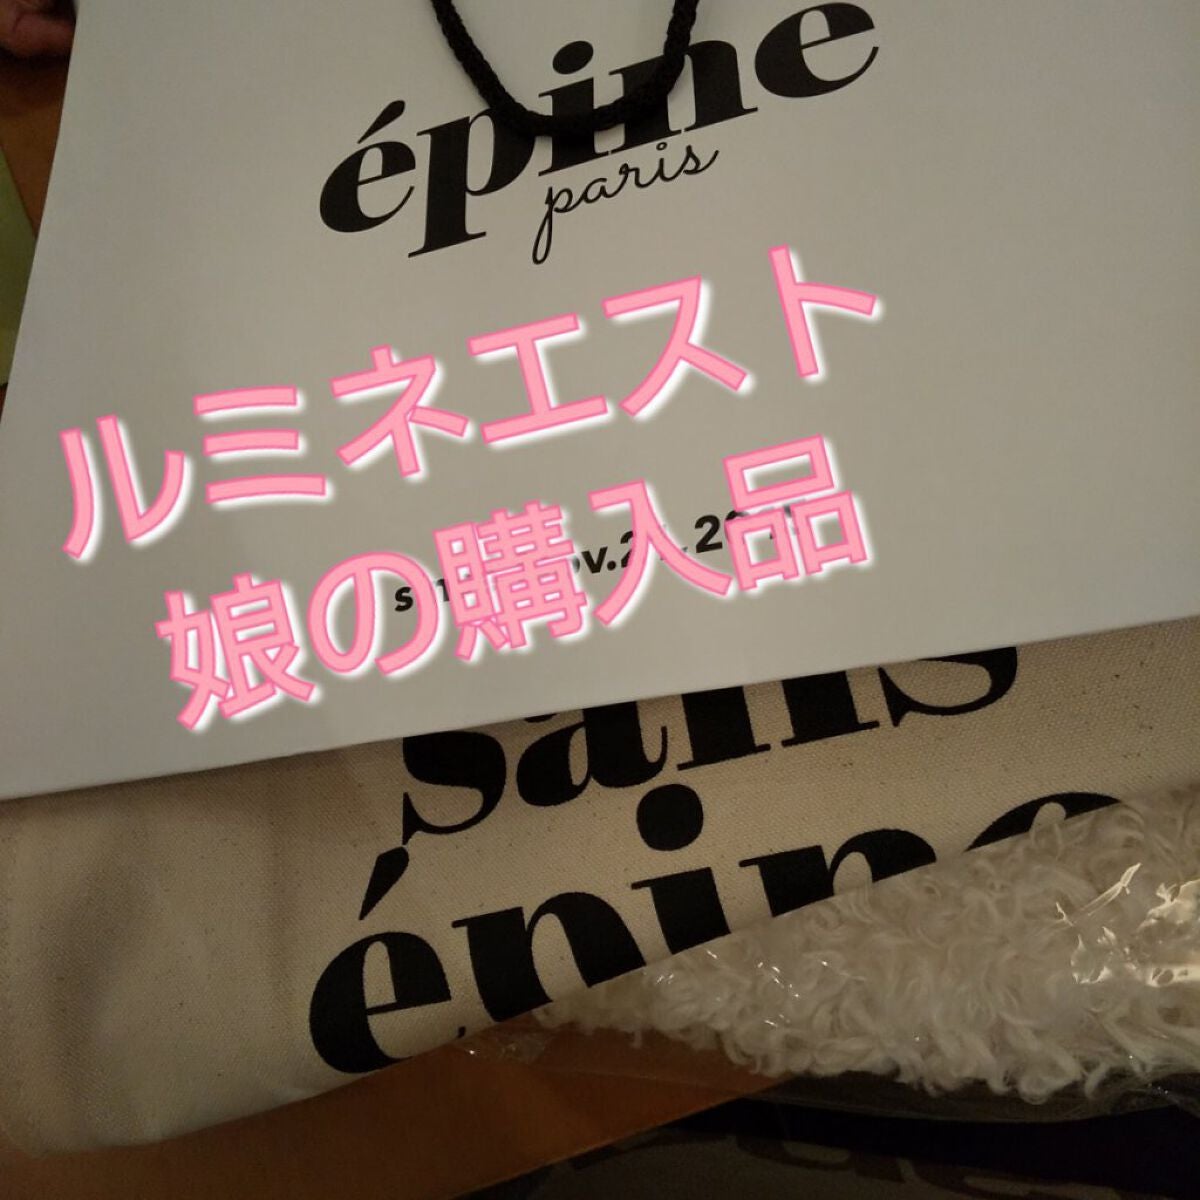 épine
paris
ルミネエスト
娘の購入品
sans
épine